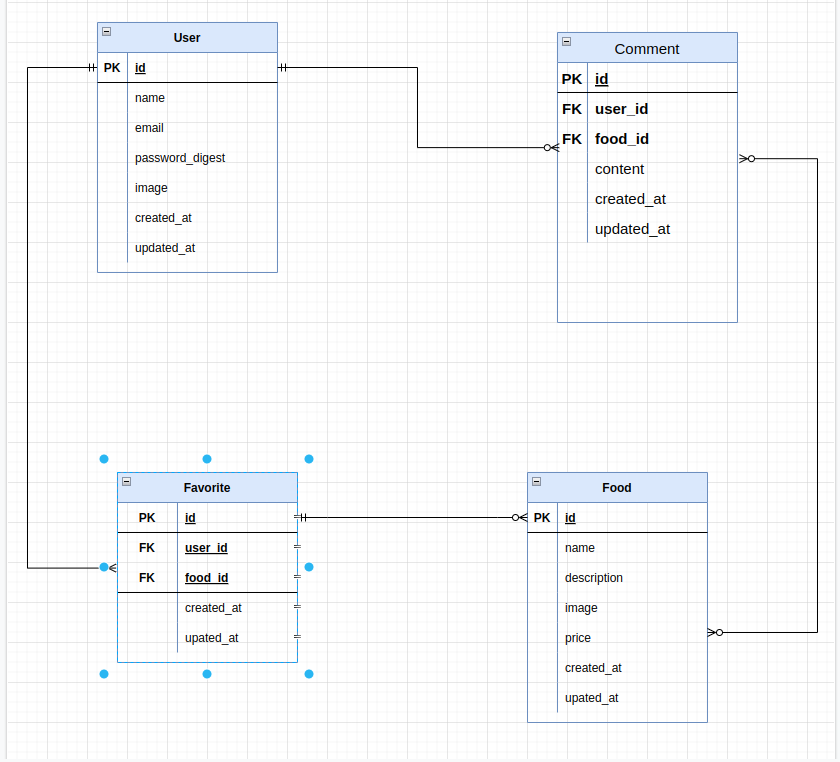 User
PK id
name
email
password_digest
image
created_at
updated_at
Comment
PK id
FK user_id
FK food_id
content
created_at
updated_at
Favorite
PK id
FK user_id
FK food_id
created_at
upated_at
Food
PK id
name
description
image
price
created_at
upated_at